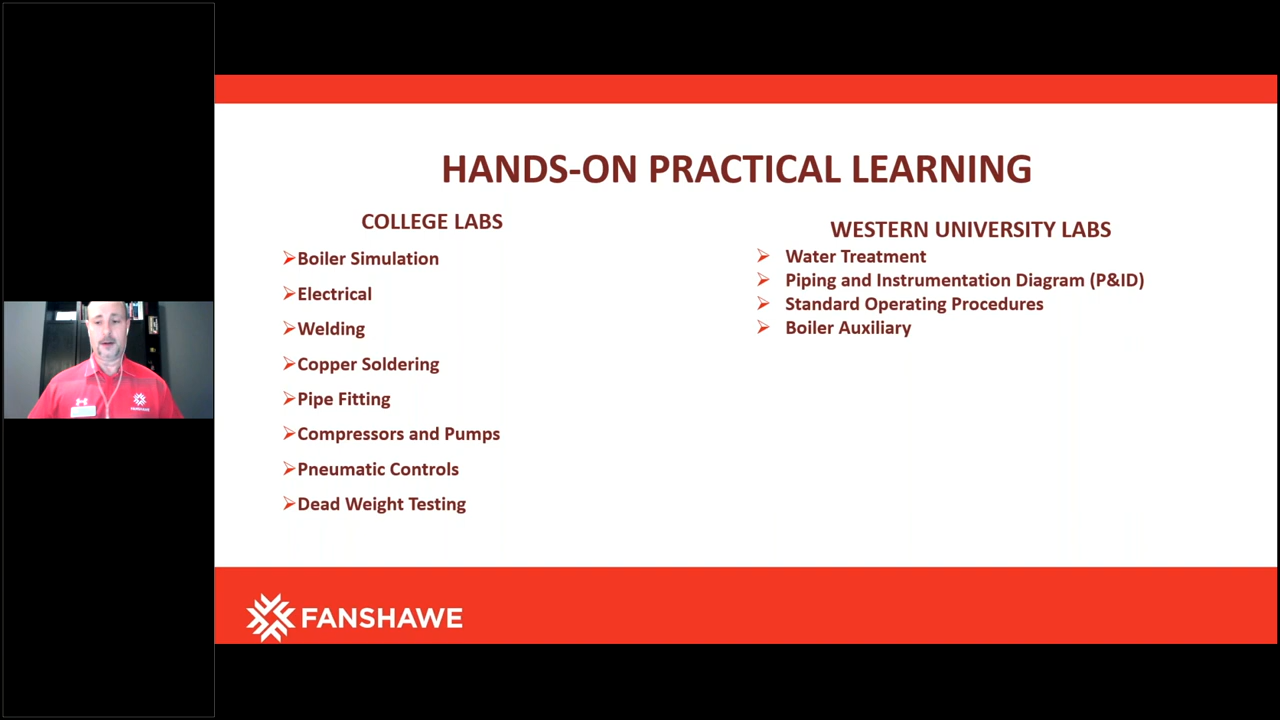 HANDS-ON PRACTICAL LEARNING
COLLEGE LABS
Boiler Simulation
Electrical
Welding
Copper Soldering
Pipe Fitting
Compressors and Pumps
Pneumatic Controls
Dead Weight Testing
WESTERN UNIVERSITY LABS
Water Treatment
Piping and Instrumentation Diagram (P&ID)
Standard Operating Procedures
Boiler Auxiliary
FANSHAWE
FANSHAWE